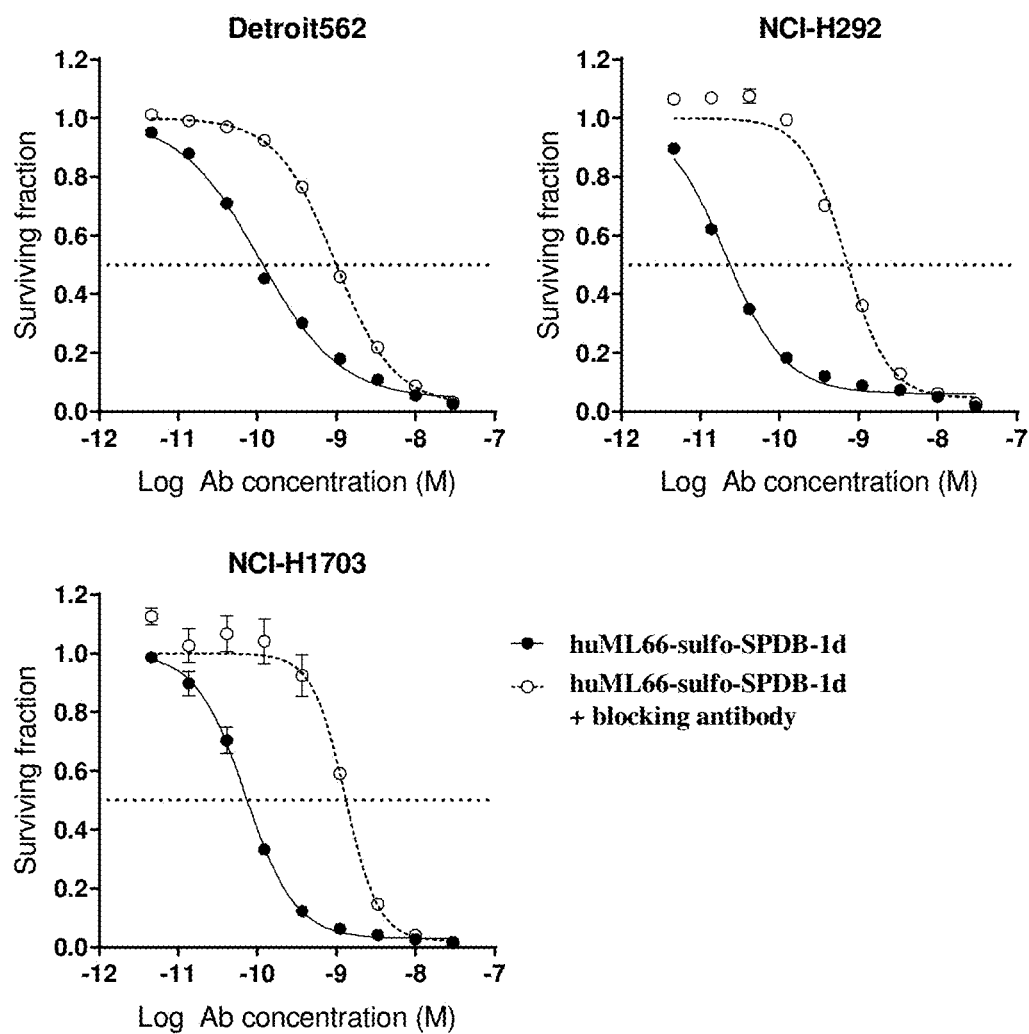 Detroit562
1.2
1.0
0.8
0.6
0.4
0.2
0.0
Surviving fraction
-12 -11 -10 -9 -8 -7
Log Ab concentration (M)
NCI-H292
1.2
1.0
0.8
0.6
0.4
0.2
0.0
Surviving fraction
-12 -11 -10 -9 -8 -7
Log Ab concentration (M)
NCI-H1703
1.2
1.0
0.8
0.6
0.4
0.2
0.0
Surviving fraction
-12 -11 -10 -9 -8 -7
Log Ab concentration (M)
huML66-sulfo-SPDB-1d
huML66-sulfo-SPDB-1d
+ blocking antibody